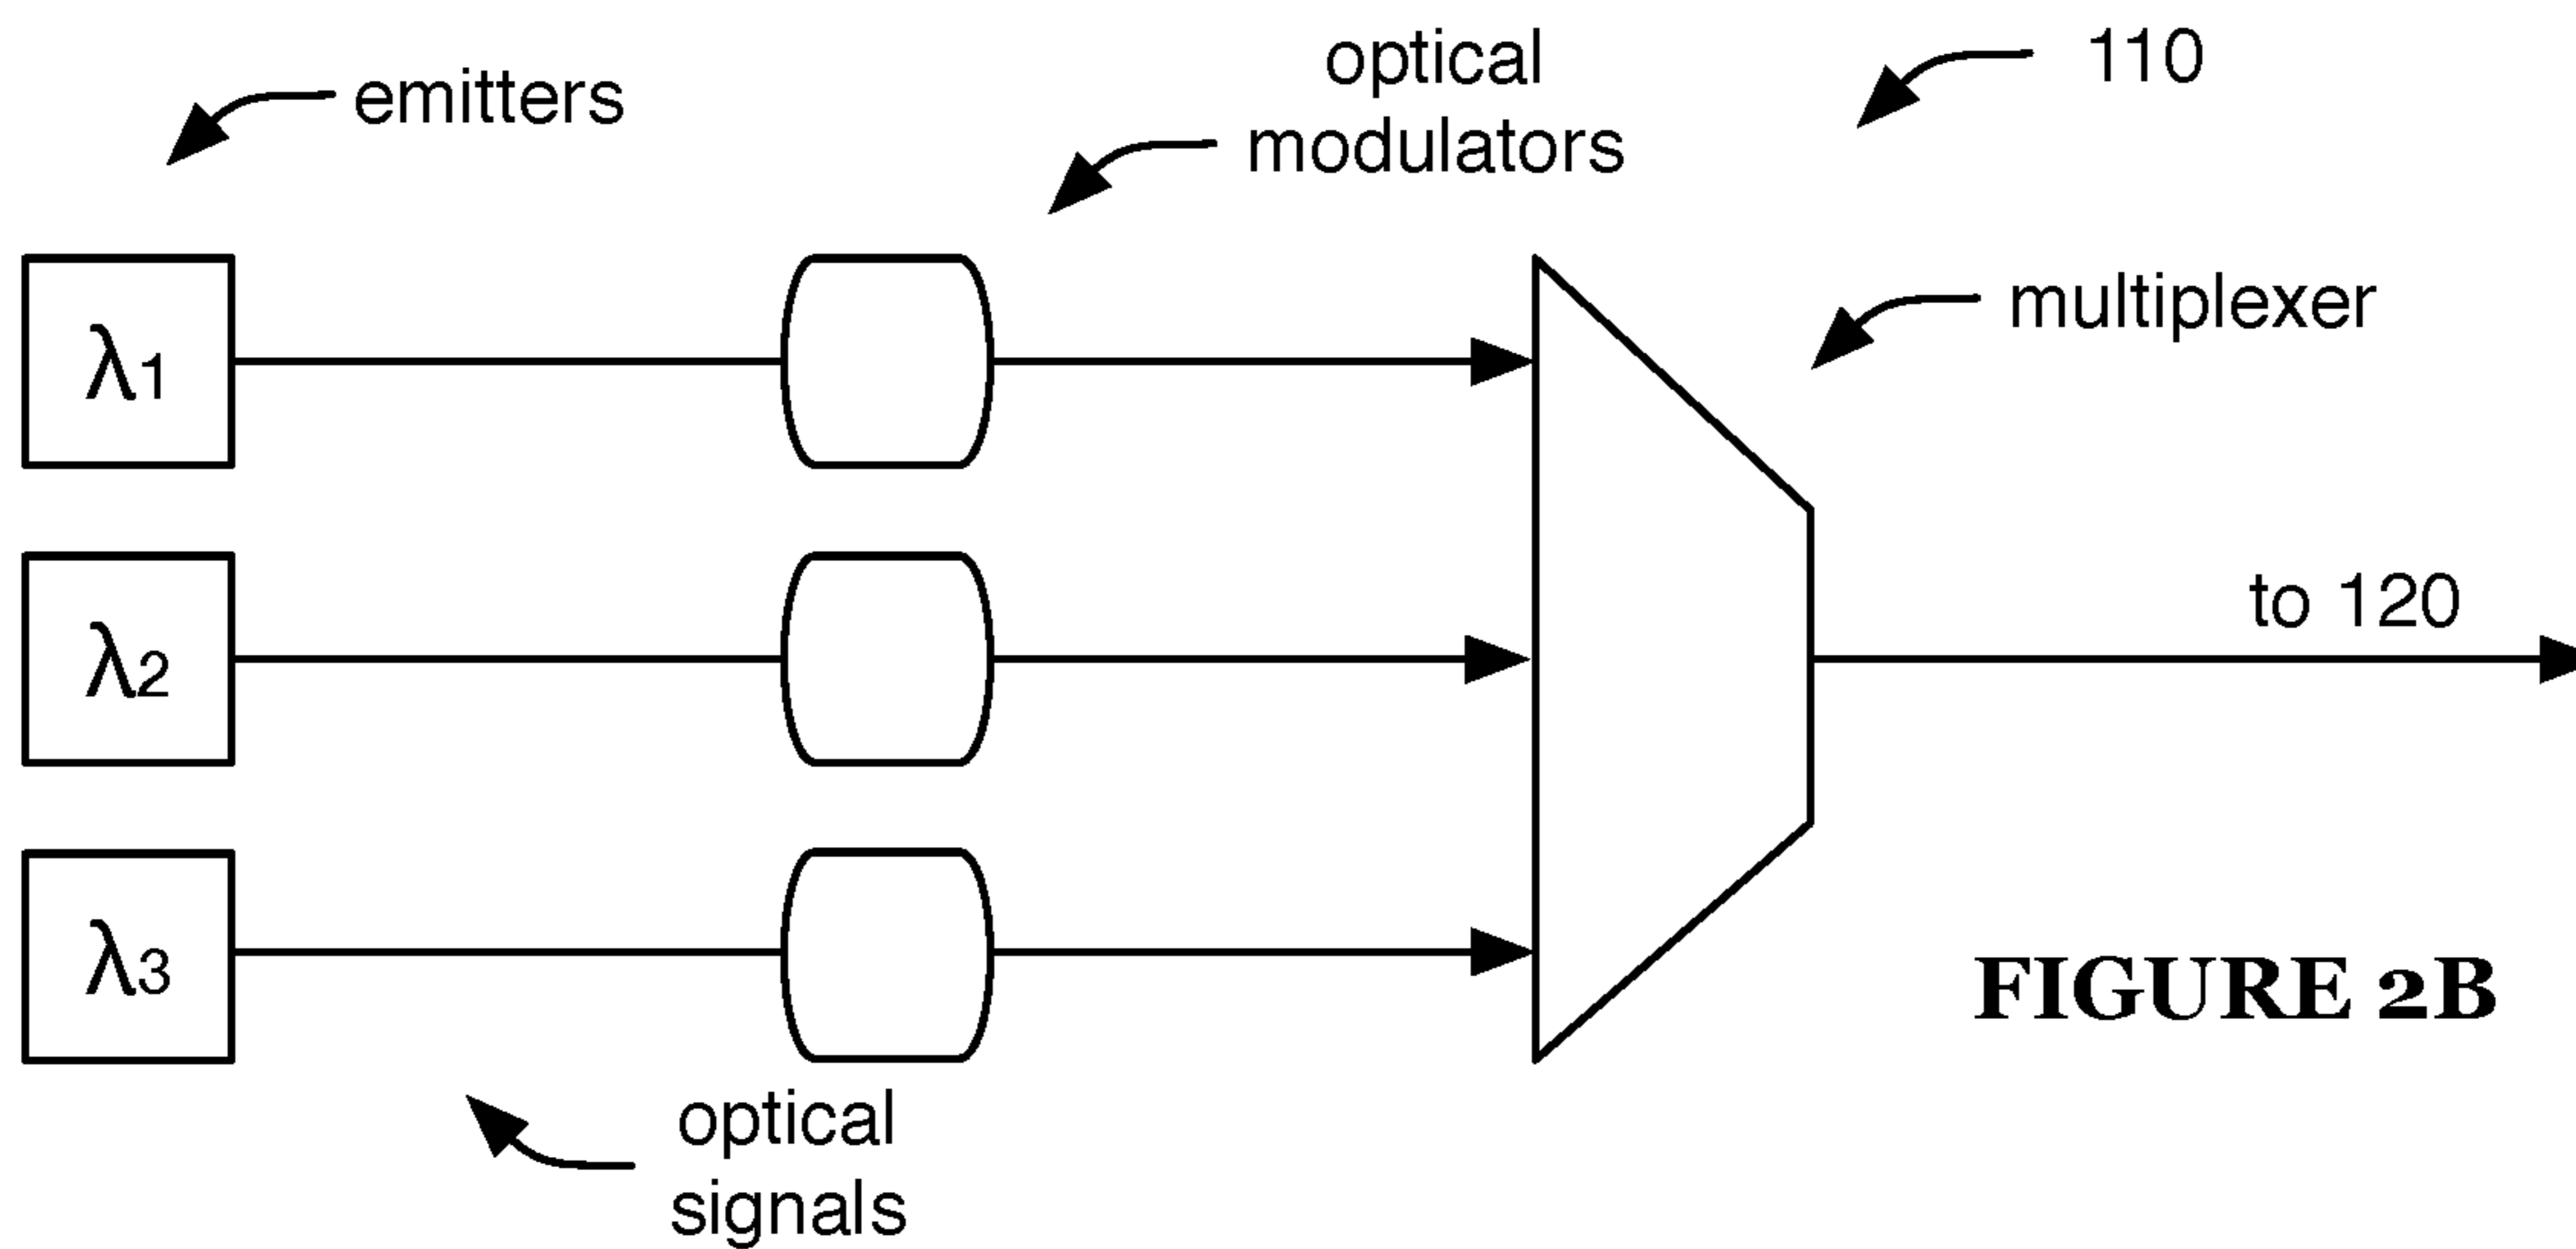 emitters
optical
modulators
110
multiplexer
λ1
λ2
λ3
to 120
optical
signals
FIGURE 2B